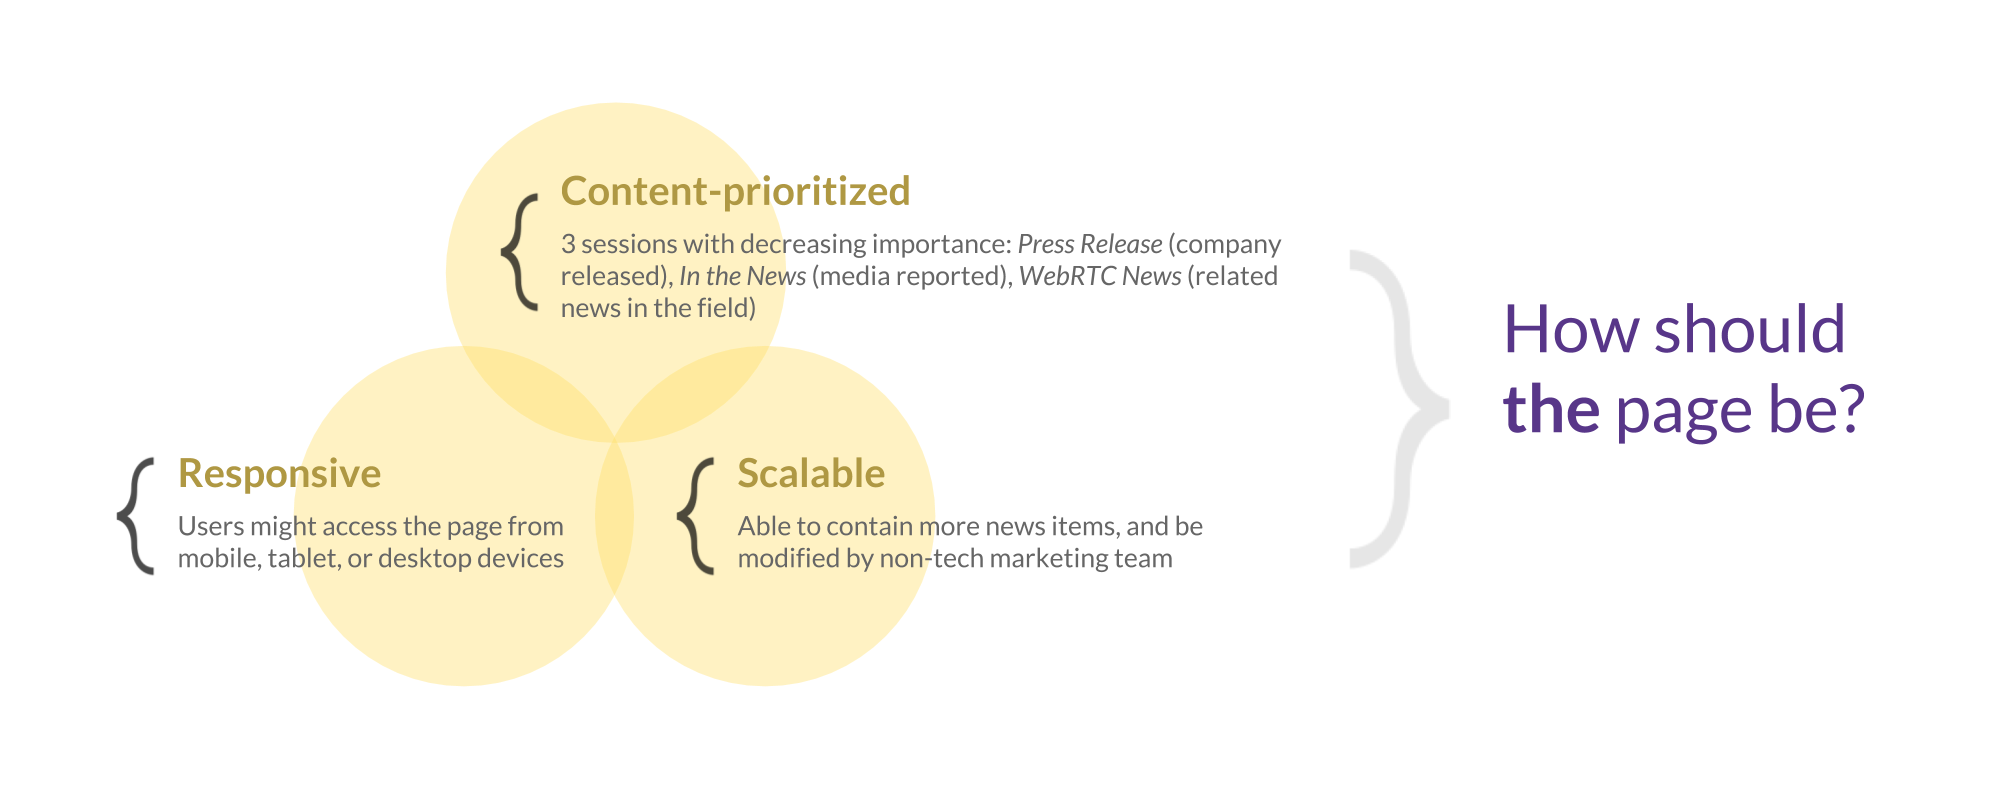 Content-prioritized
3 sessions with decreasing importance: Press Release (company
released), In the News (media reported), WebRTC News (related
news in the field)
Responsive
Users might access the page from
mobile, tablet, or desktop devices
Scalable
Able to contain more news items, and be
modified by non-tech marketing team
How should
the page be?